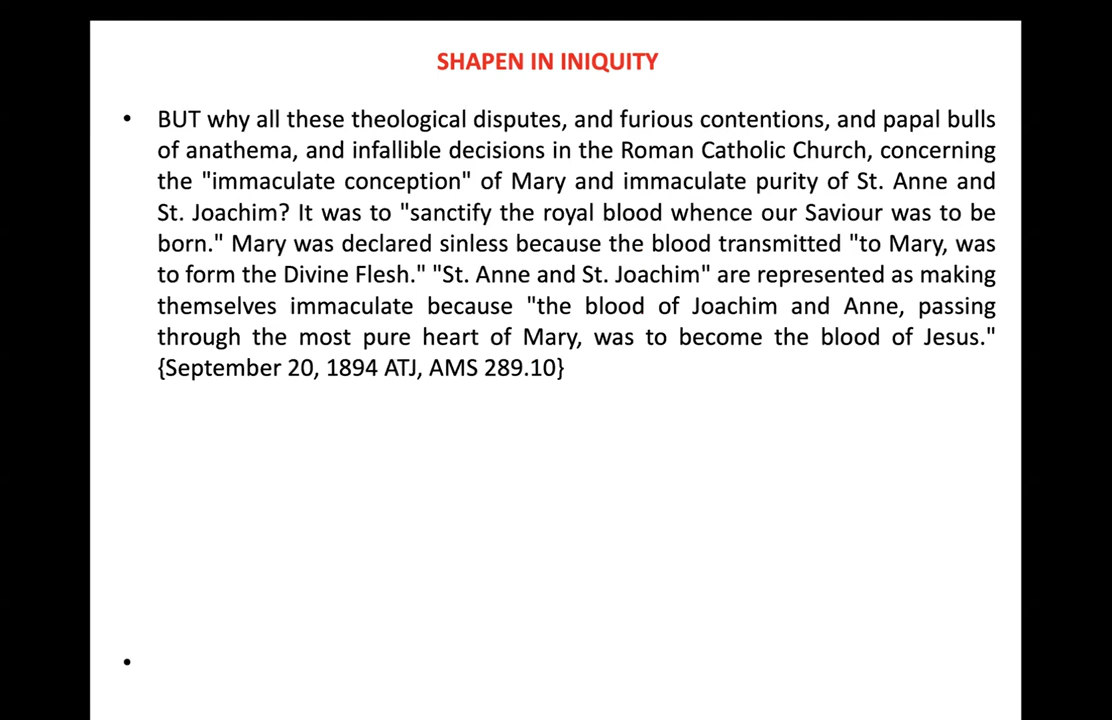 SHAPEN IN INIQUITY
• BUT why all these theological disputes, and furious contentions, and papal bulls
of anathema, and infallible decisions in the Roman Catholic Church, concerning
the "immaculate conception" of Mary and immaculate purity of St. Anne and
St. Joachim? It was to "sanctify the royal blood whence our Saviour was to be
born." Mary was declared sinless because the blood transmitted "to Mary, was
to form the Divine Flesh." "St. Anne and St. Joachim" are represented as making
themselves immaculate because "the blood of Joachim and Anne, passing
through the most pure heart of Mary, was to become the blood of Jesus."
{September 20, 1894 ATJ, AMS 289.10}
•